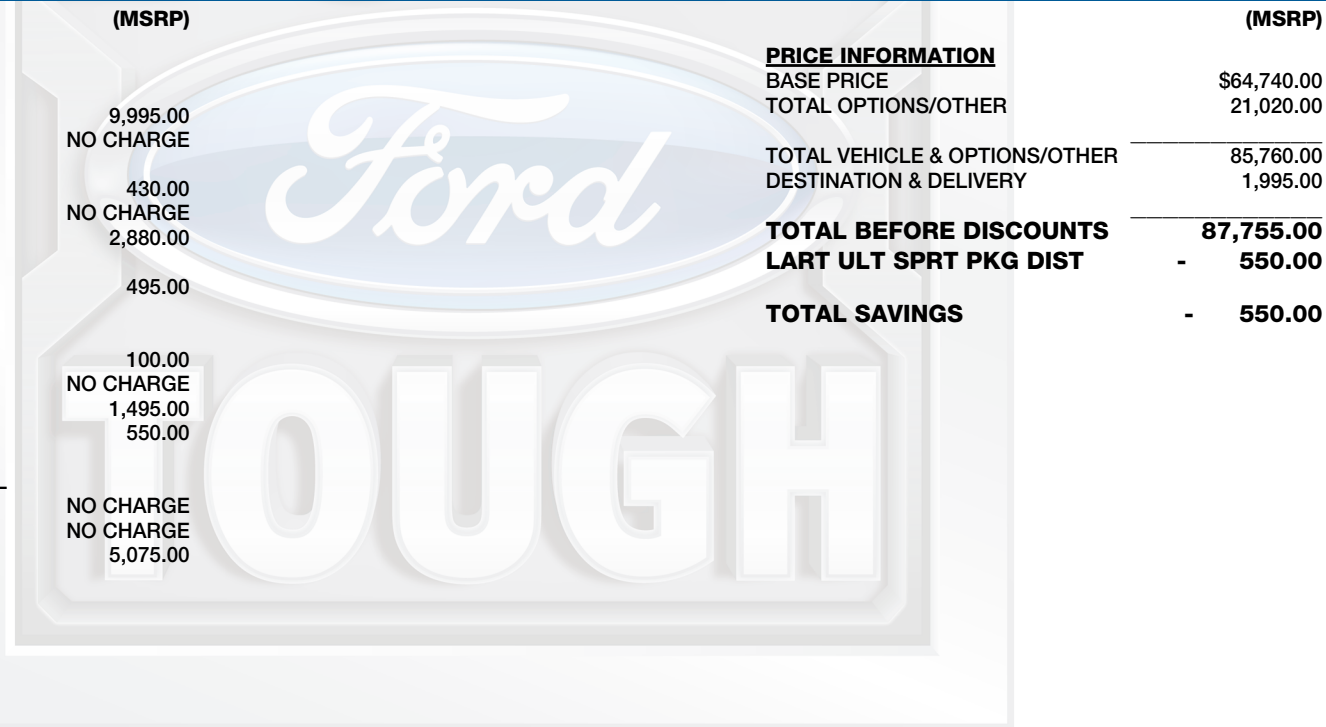 (MSRP)
9,995.00
NO CHARGE
430.00
NO CHARGE
2,880.00
495.00
100.00
NO CHARGE
1,495.00
550.00
NO CHARGE
NO CHARGE
5,075.00
Ford
TOUGH
(MSRP)
PRICE INFORMATION
BASE PRICE $64,740.00
TOTAL OPTIONS/OTHER 21,020.00
TOTAL VEHICLE & OPTIONS/OTHER 85,760.00
DESTINATION & DELIVERY 1,995.00
TOTAL BEFORE DISCOUNTS 87,755.00
LART ULT SPRT PKG DIST - 550.00
TOTAL SAVINGS - 550.00